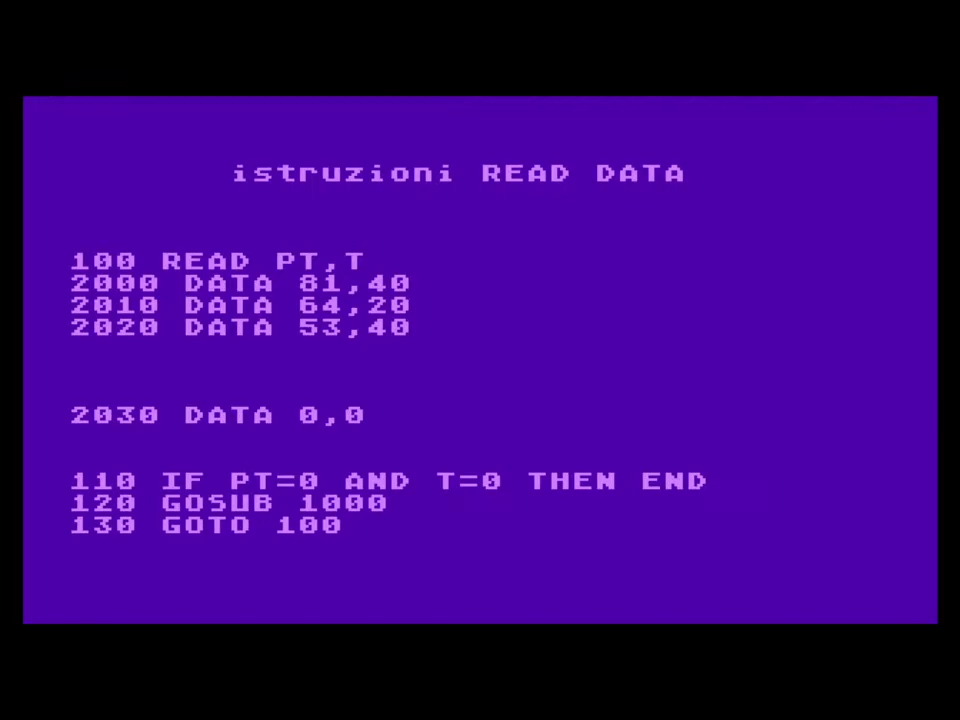 istruzioni READ DATA
100 READ PT,T
2000 DATA 81,40
2010 DATA 64,20
2020 DATA 53,40
2030 DATA 0,0
110 IF PT=0 AND T=0 THEN END
120 GOSUB 1000
130 GOTO 100